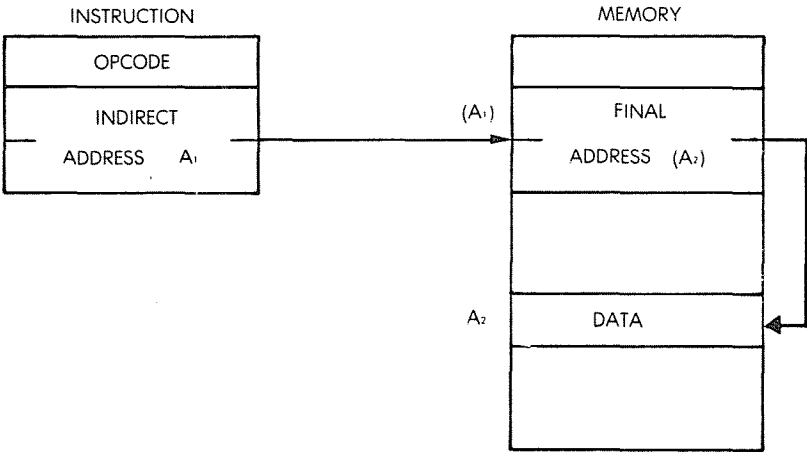 INSTRUCTION
OPCODE
INDIRECT
ADDRESS A₁
MEMORY
(A₁)
FINAL
ADDRESS (A₂)
A₂
DATA